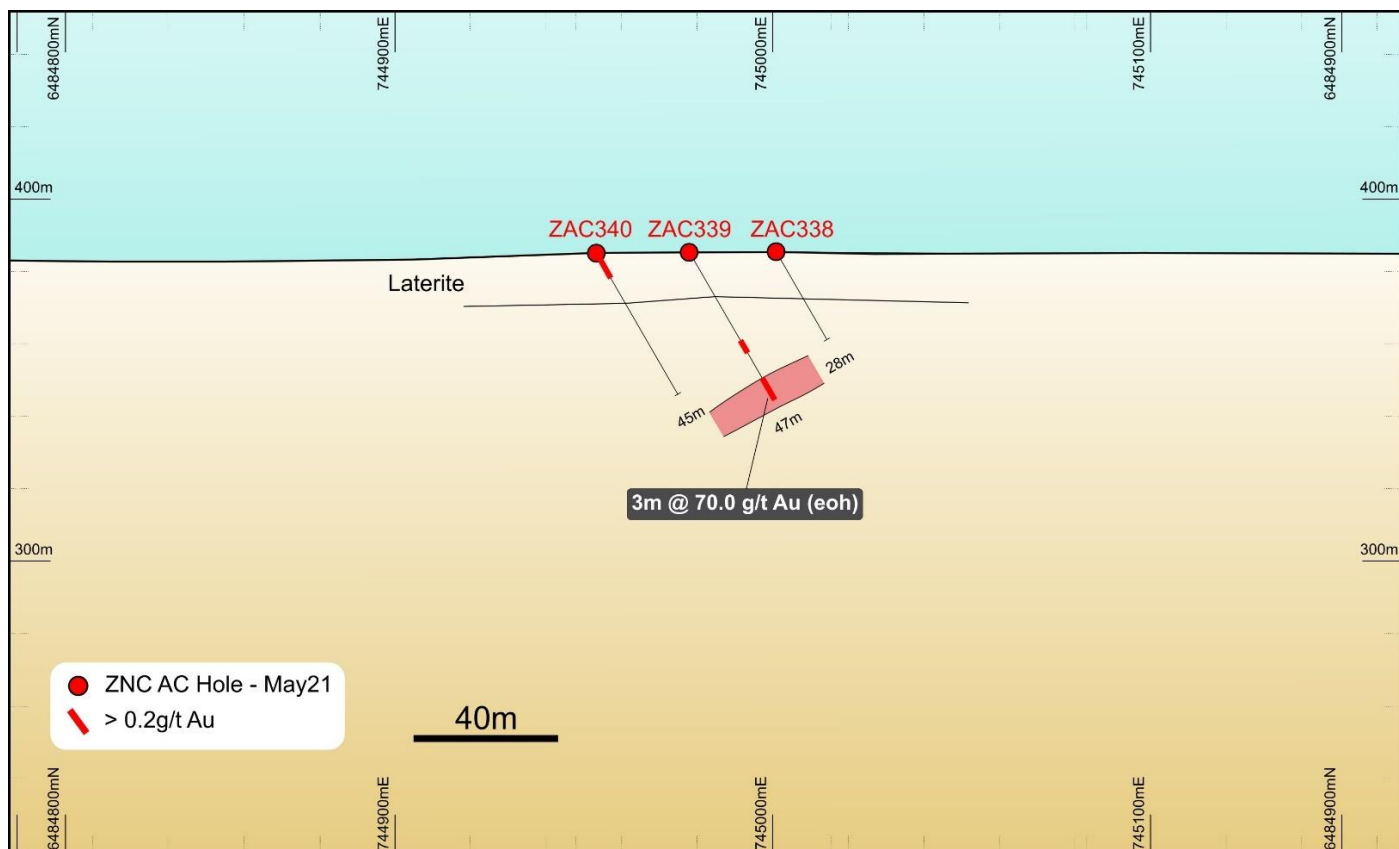 6484800mN
744900mE
745000mE
745100mE
6484900mN
400m
400m
ZAC340
ZAC339
ZAC338
Laterite
28m
45m
47m
3m @ 70.0 g/t Au (eoh)
300m
300m
ZNC AC Hole - May21
> 0.2g/t Au
40m
6484800mN
744900mE
745000mE
745100mE
6484900mN